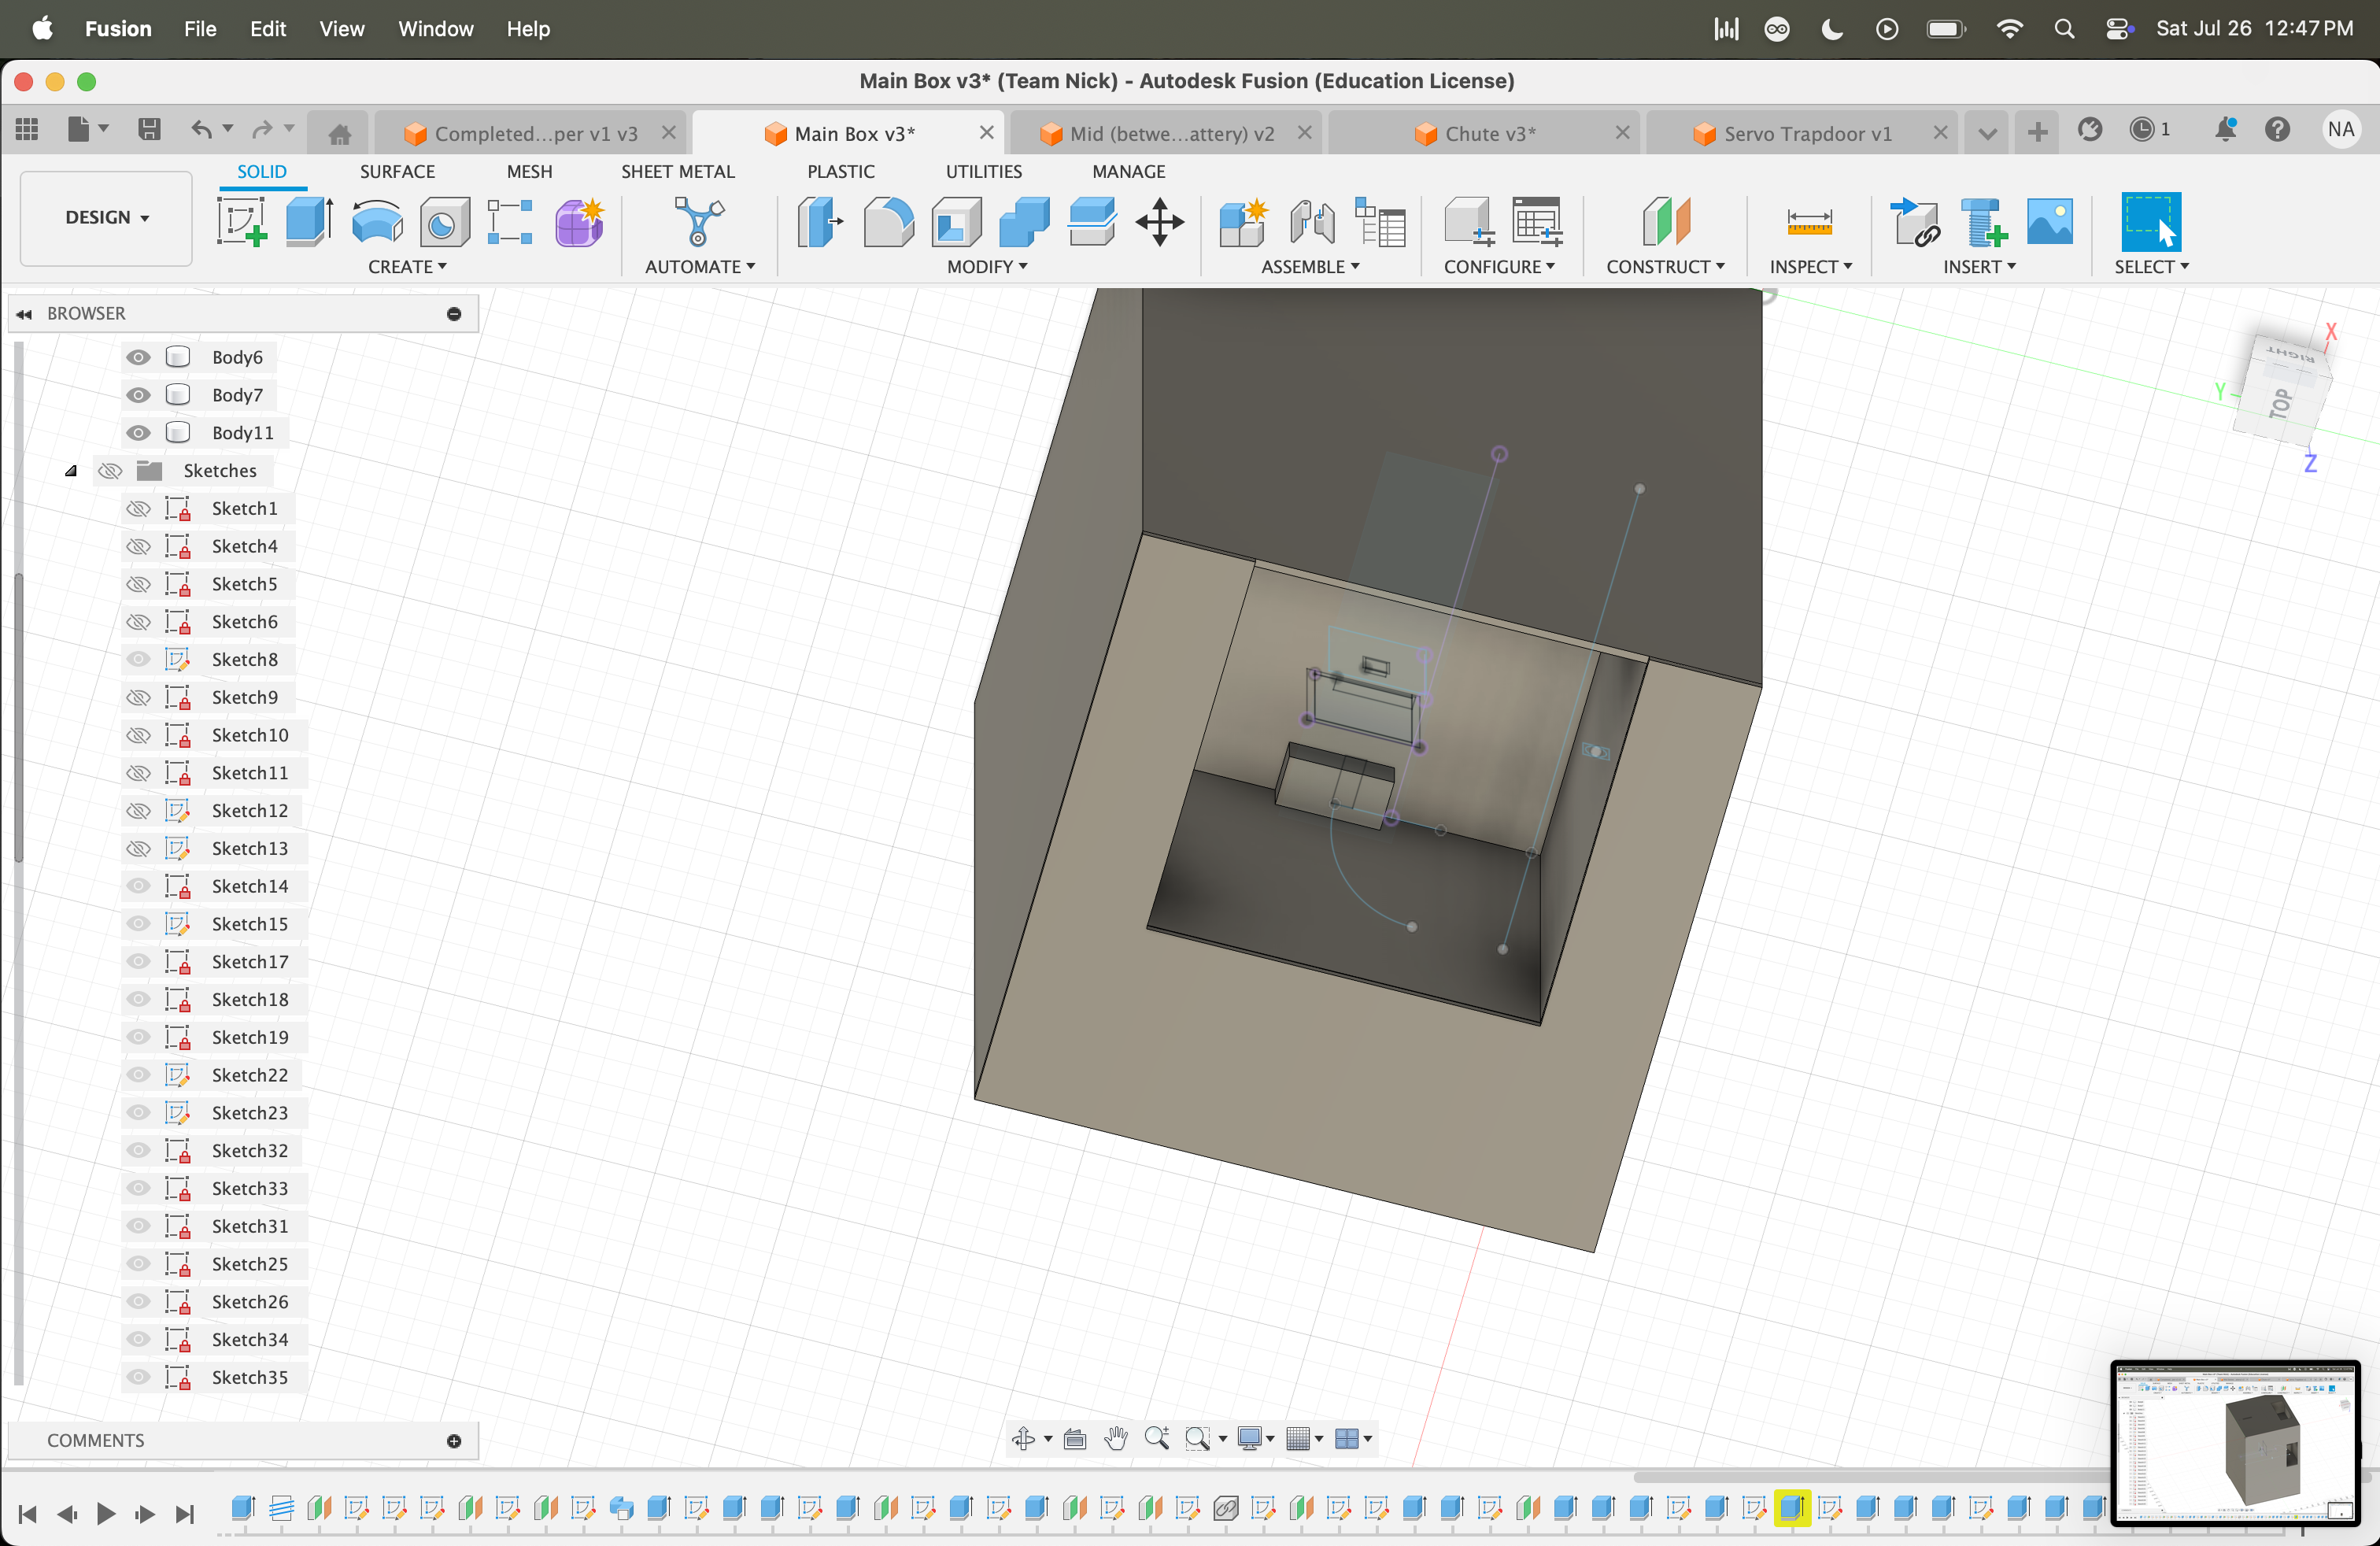 Fusion File Edit View Window Help Sat Jul 26 12:47 PM
Main Box v3* (Team Nick) - Autodesk Fusion (Education License)
Completed...per v1 v3 Main Box v3* Mid (betwe...attery) v2 Chute v3* Servo Trapdoor v1 1 NA
SOLID SURFACE MESH SHEET METAL PLASTIC UTILITIES MANAGE
DESIGN
CREATE AUTOMATE MODIFY ASSEMBLE CONFIGURE CONSTRUCT INSPECT INSERT SELECT
BROWSER
Body6
Body7
Body11
Sketches
Sketch1
Sketch4
Sketch5
Sketch6
Sketch8
Sketch9
Sketch10
Sketch11
Sketch12
Sketch13
Sketch14
Sketch15
Sketch17
Sketch18
Sketch19
Sketch22
Sketch23
Sketch32
Sketch33
Sketch31
Sketch25
Sketch26
Sketch34
Sketch35
X
RIGHT
Y
TOP
Z
COMMENTS